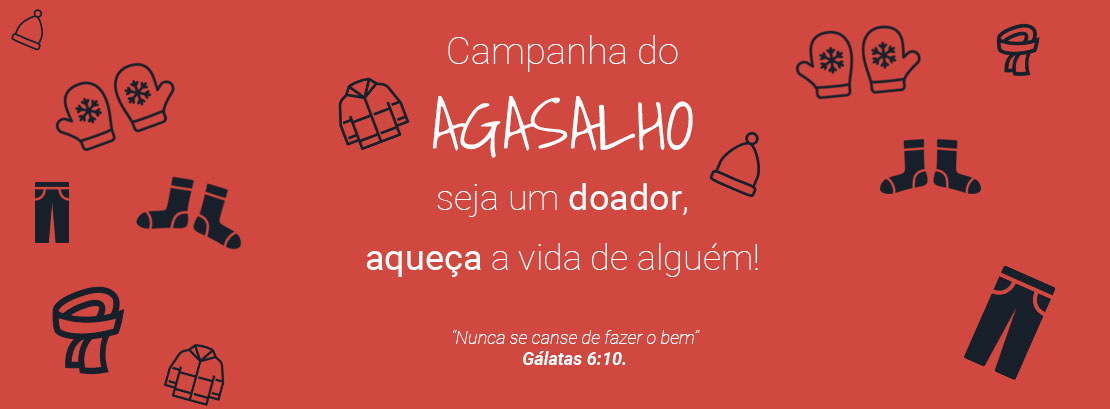 Campanha do
AGASALHO
seja um doador,
aqueça a vida de alguém!
“Nunca se canse de fazer o bem”
Gálatas 6:10.